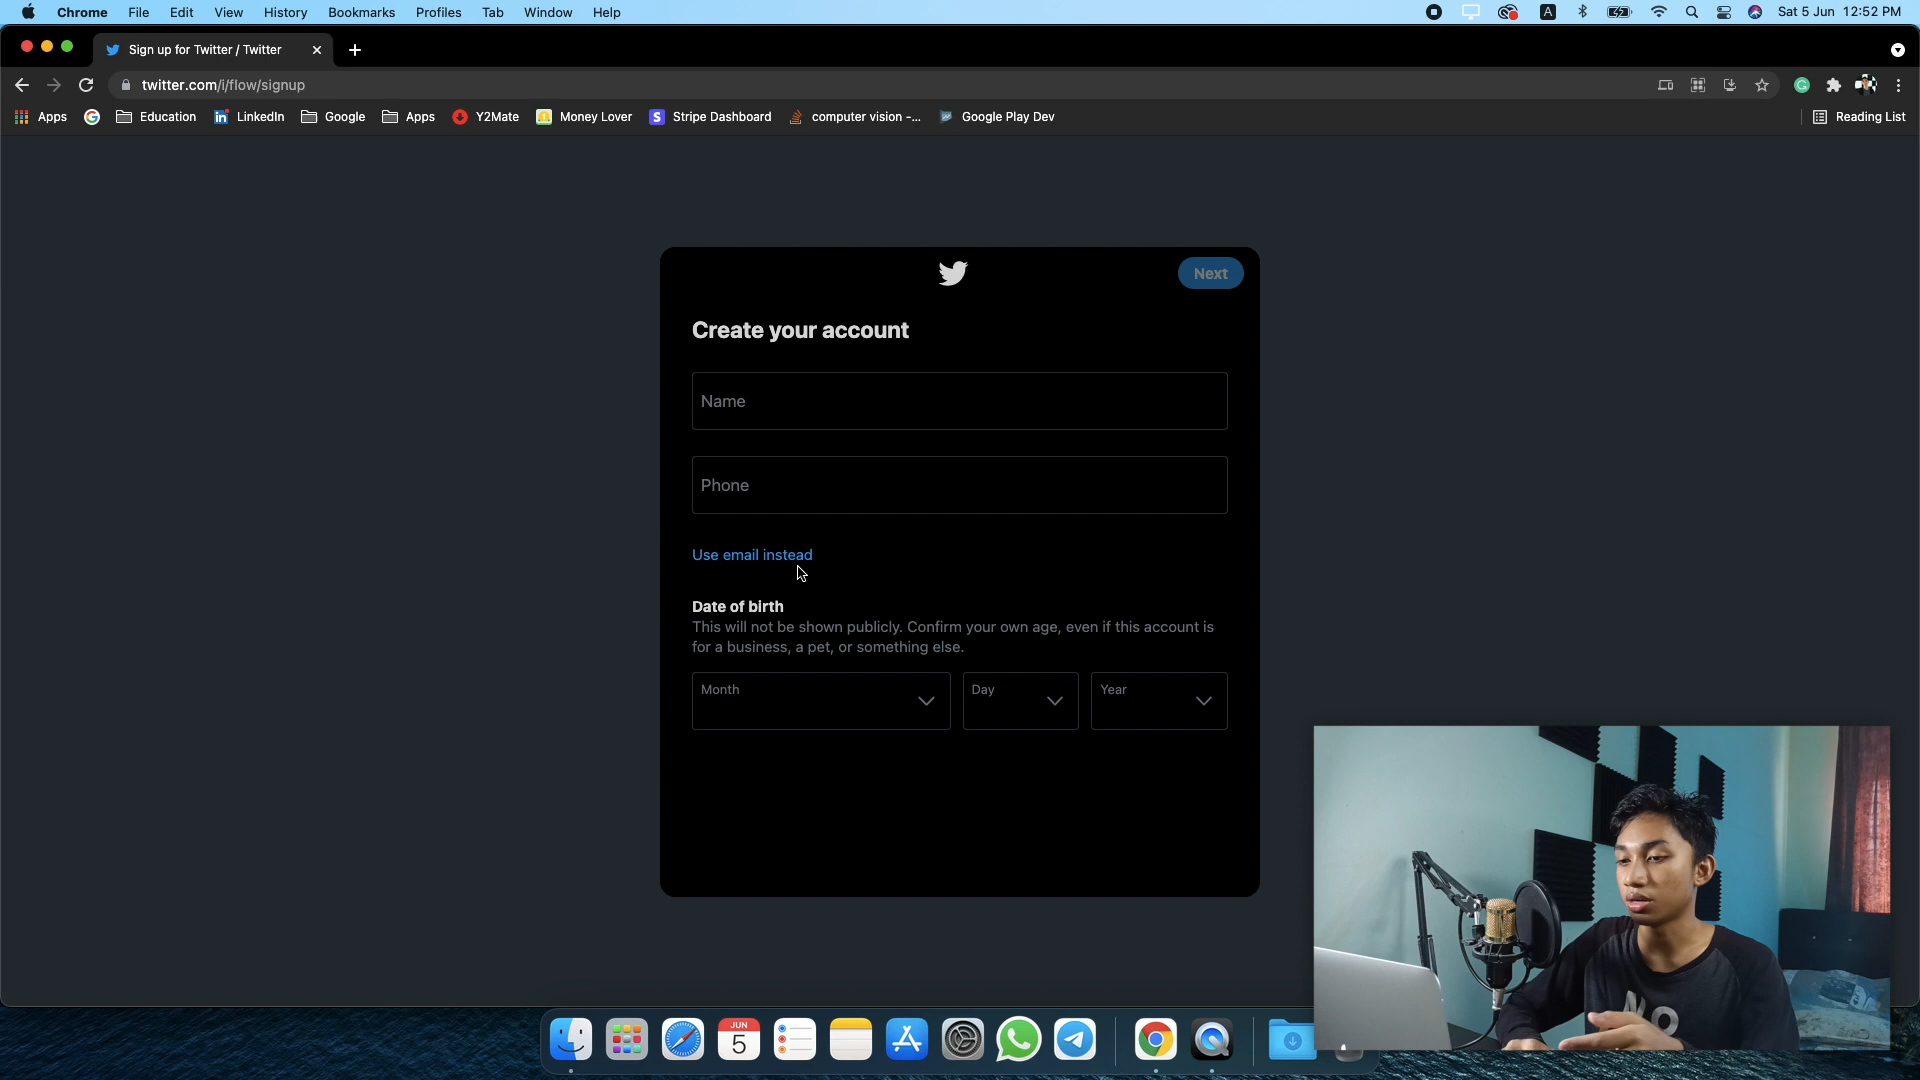 Chrome File Edit View History Bookmarks Profiles Tab Window Help A Sat 5 Jun 12:52 PM
Sign up for Twitter / Twitter
twitter.com/i/flow/signup
Apps Education LinkedIn Google Apps Y2Mate Money Lover Stripe Dashboard computer vision -... Google Play Dev Reading List
Next
Create your account
Name
Phone
Use email instead
Date of birth
This will not be shown publicly. Confirm your own age, even if this account is
for a business, a pet, or something else.
Month Day Year
JUN
5
NO